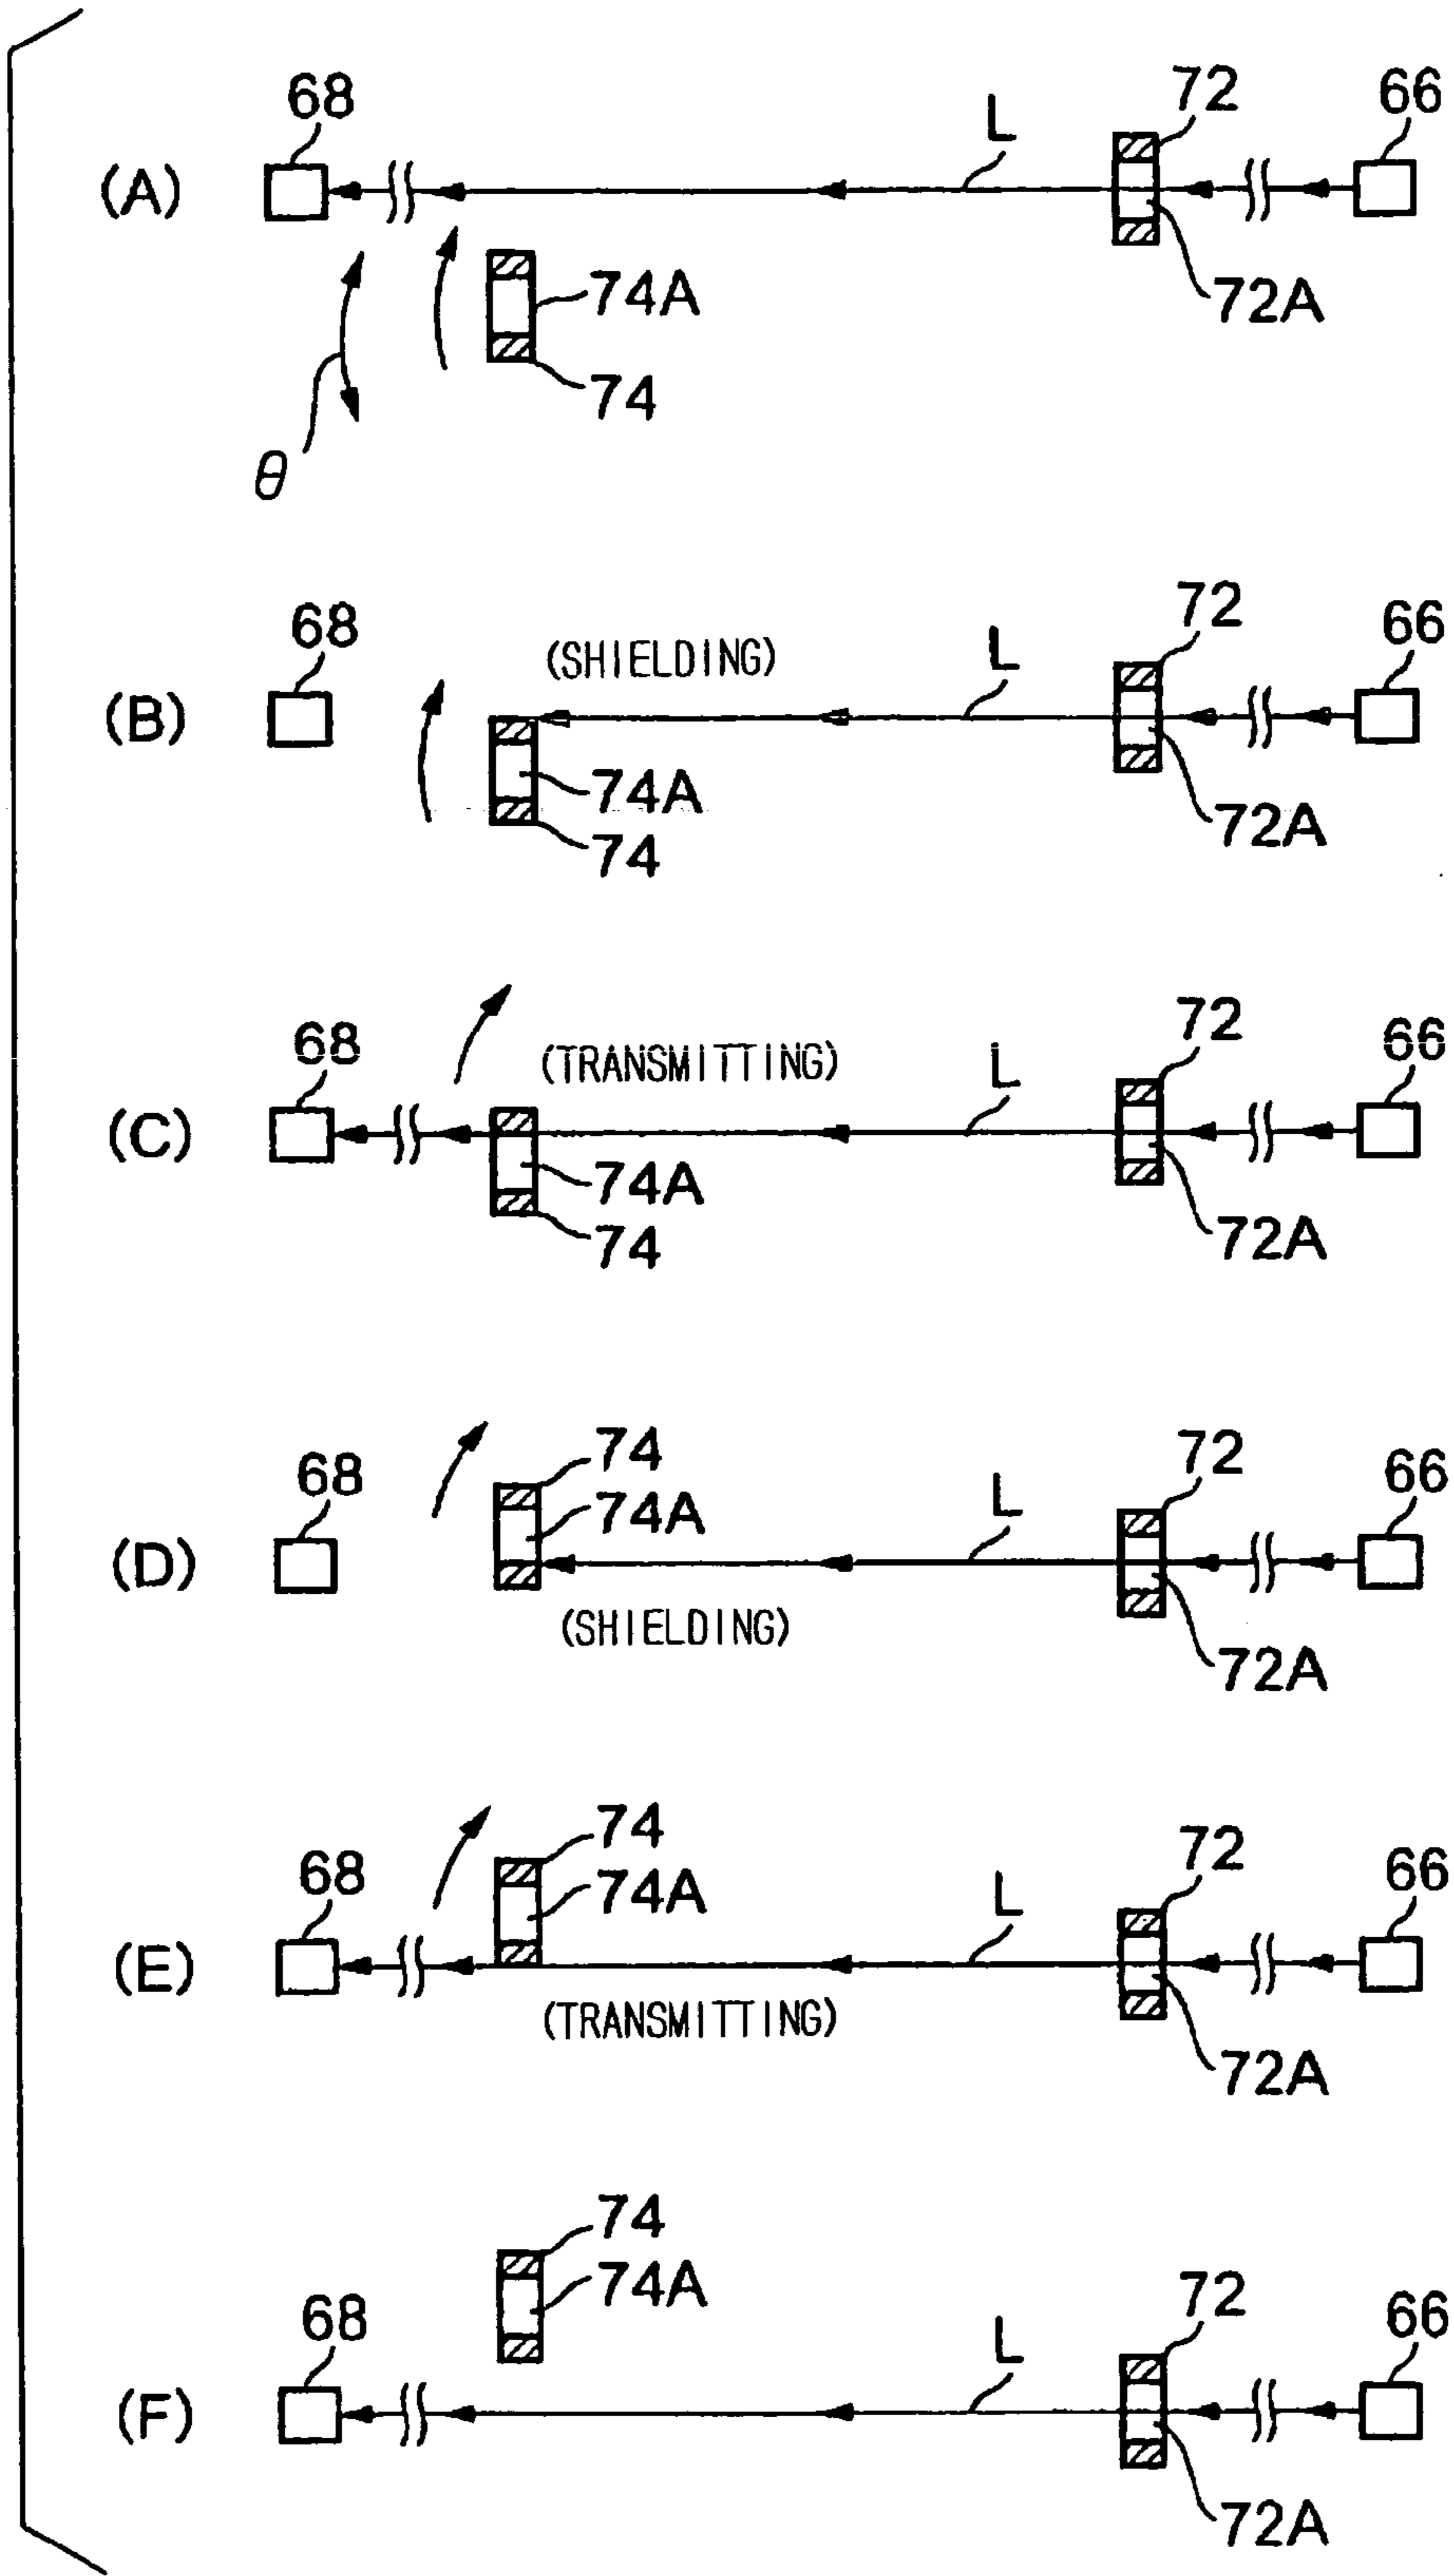 68
L
72
66
(A)
74A
72A
74
θ
68
(SHIELDING)
L
72
66
(B)
74A
72A
74
68
(TRANSMITTING)
L
72
66
(C)
74A
72A
74
68
74
74A
L
72
66
(D)
(SHIELDING)
72A
68
74
74A
L
72
66
(E)
(TRANSMITTING)
72A
74
74A
68
L
72
66
(F)
72A